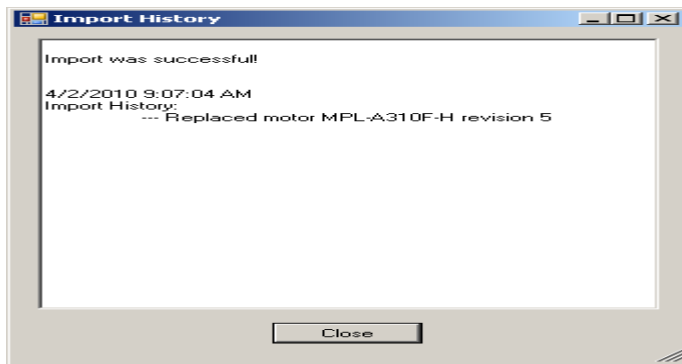 Import History
Import was successful!
4/2/2010 9:07:04 AM
Import History:
--- Replaced motor MPL-A310F-H revision 5
Close